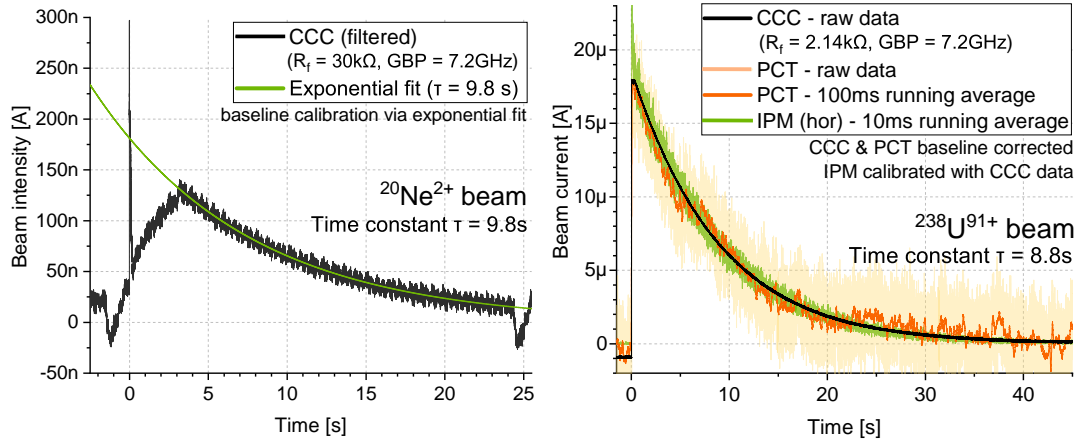 300n
250n
200n
150n
100n
50n
0
-50n
Beam intensity [A]
CCC (filtered)
(R_f = 30kΩ, GBP = 7.2GHz)
Exponential fit (τ = 9.8 s)
baseline calibration via exponential fit
²⁰Ne²⁺ beam
Time constant τ = 9.8s
0 5 10 15 20 25
Time [s]
20µ
15µ
10µ
5µ
0
Beam current [A]
CCC - raw data
(R_f = 2.14kΩ, GBP = 7.2GHz)
PCT - raw data
PCT - 100ms running average
IPM (hor) - 10ms running average
CCC & PCT baseline corrected
IPM calibrated with CCC data
²³⁸U⁹¹⁺ beam
Time constant τ = 8.8s
0 10 20 30 40
Time [s]